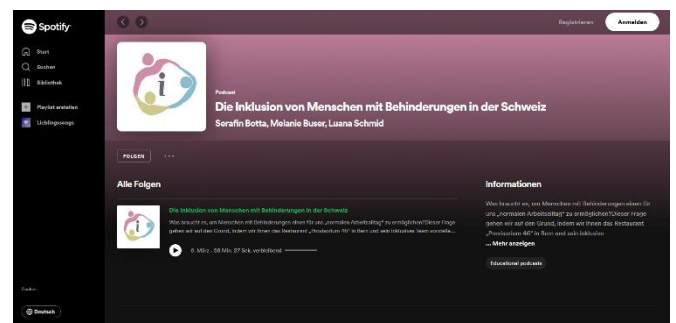 Spotify
Registrieren
Anmelden
Start
Suchen
Bibliothek
Playlist erstellen
Lieblingssongs
i
Podcast
Die Inklusion von Menschen mit Behinderungen in der Schweiz
Serafin Botta, Melanie Buser, Luana Schmid
FOLGEN
Alle Folgen
Die Inklusion von Menschen mit Behinderungen in der Schweiz
Was braucht es, um Menschen mit Behinderungen einen für uns „normalen Arbeitsalltag“ zu ermöglichen?Dieser Frage
gehen wir auf den Grund, indem wir Ihnen das Restaurant „Provisorium 46“ in Bern und sein inklusives Team vorstelle...
6. März · 56 Min. 27 Sek. verbleibend
Informationen
Was braucht es, um Menschen mit Behinderungen einen für
uns „normalen Arbeitsalltag“ zu ermöglichen?Dieser Frage
gehen wir auf den Grund, indem wir Ihnen das Restaurant
„Provisorium 46“ in Bern und sein inklusives
... Mehr anzeigen
Educational podcasts
Cookies
Deutsch